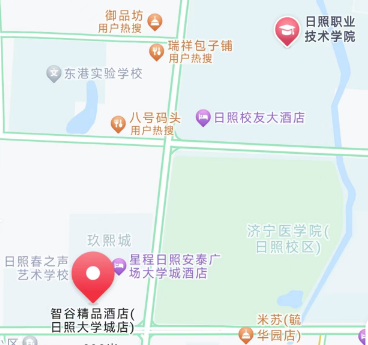 御品坊
用户热搜
日照职业
技术学院
瑞祥包子铺
用户热搜
东港实验学校
八号码头
用户热搜
日照校友大酒店
济宁医学院(
日照校区)
玖熙城
日照春之声
艺术学校
星程日照安泰广
场大学城酒店
智谷精品酒店(
日照大学城店)
米苏(毓
华园店)